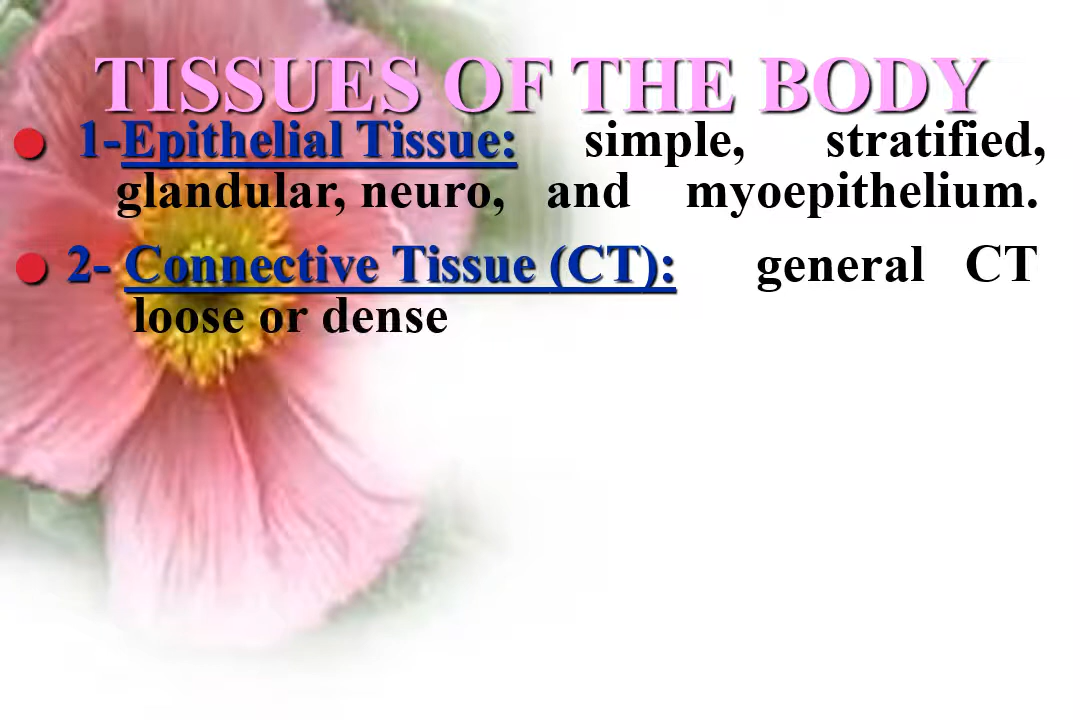 TISSUES OF THE BODY
1-Epithelial Tissue: simple, stratified,
glandular, neuro, and myoepithelium.
2- Connective Tissue (CT): general CT
loose or dense